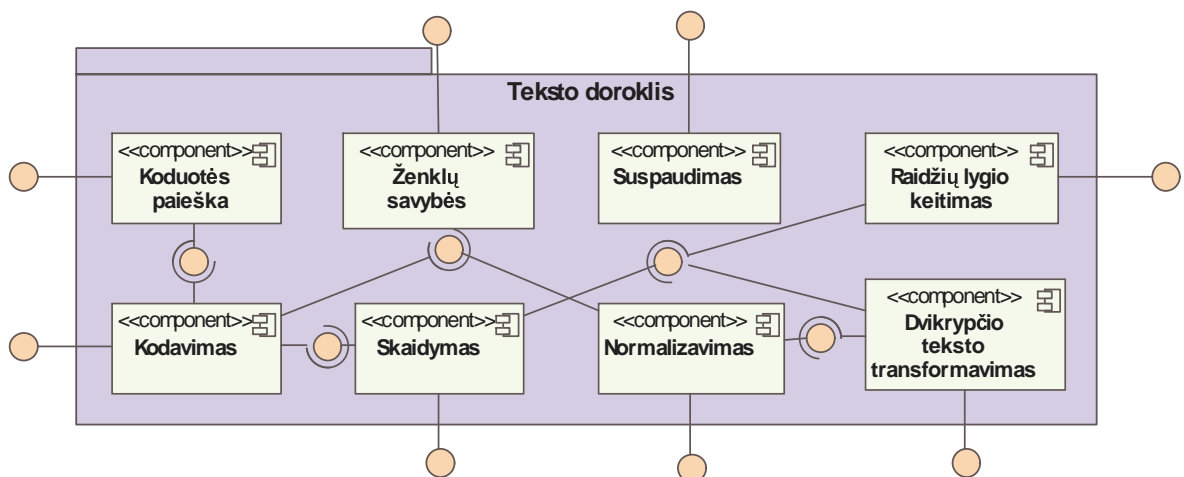 Teksto doroklis
<<component>>
Koduotės
paieška
<<component>>
Ženklų
savybės
<<component>>
Suspaudimas
<<component>>
Raidžių lygio
keitimas
<<component>>
Kodavimas
<<component>>
Skaidymas
<<component>>
Normalizavimas
<<component>>
Dvikrypčio
teksto
transformavimas